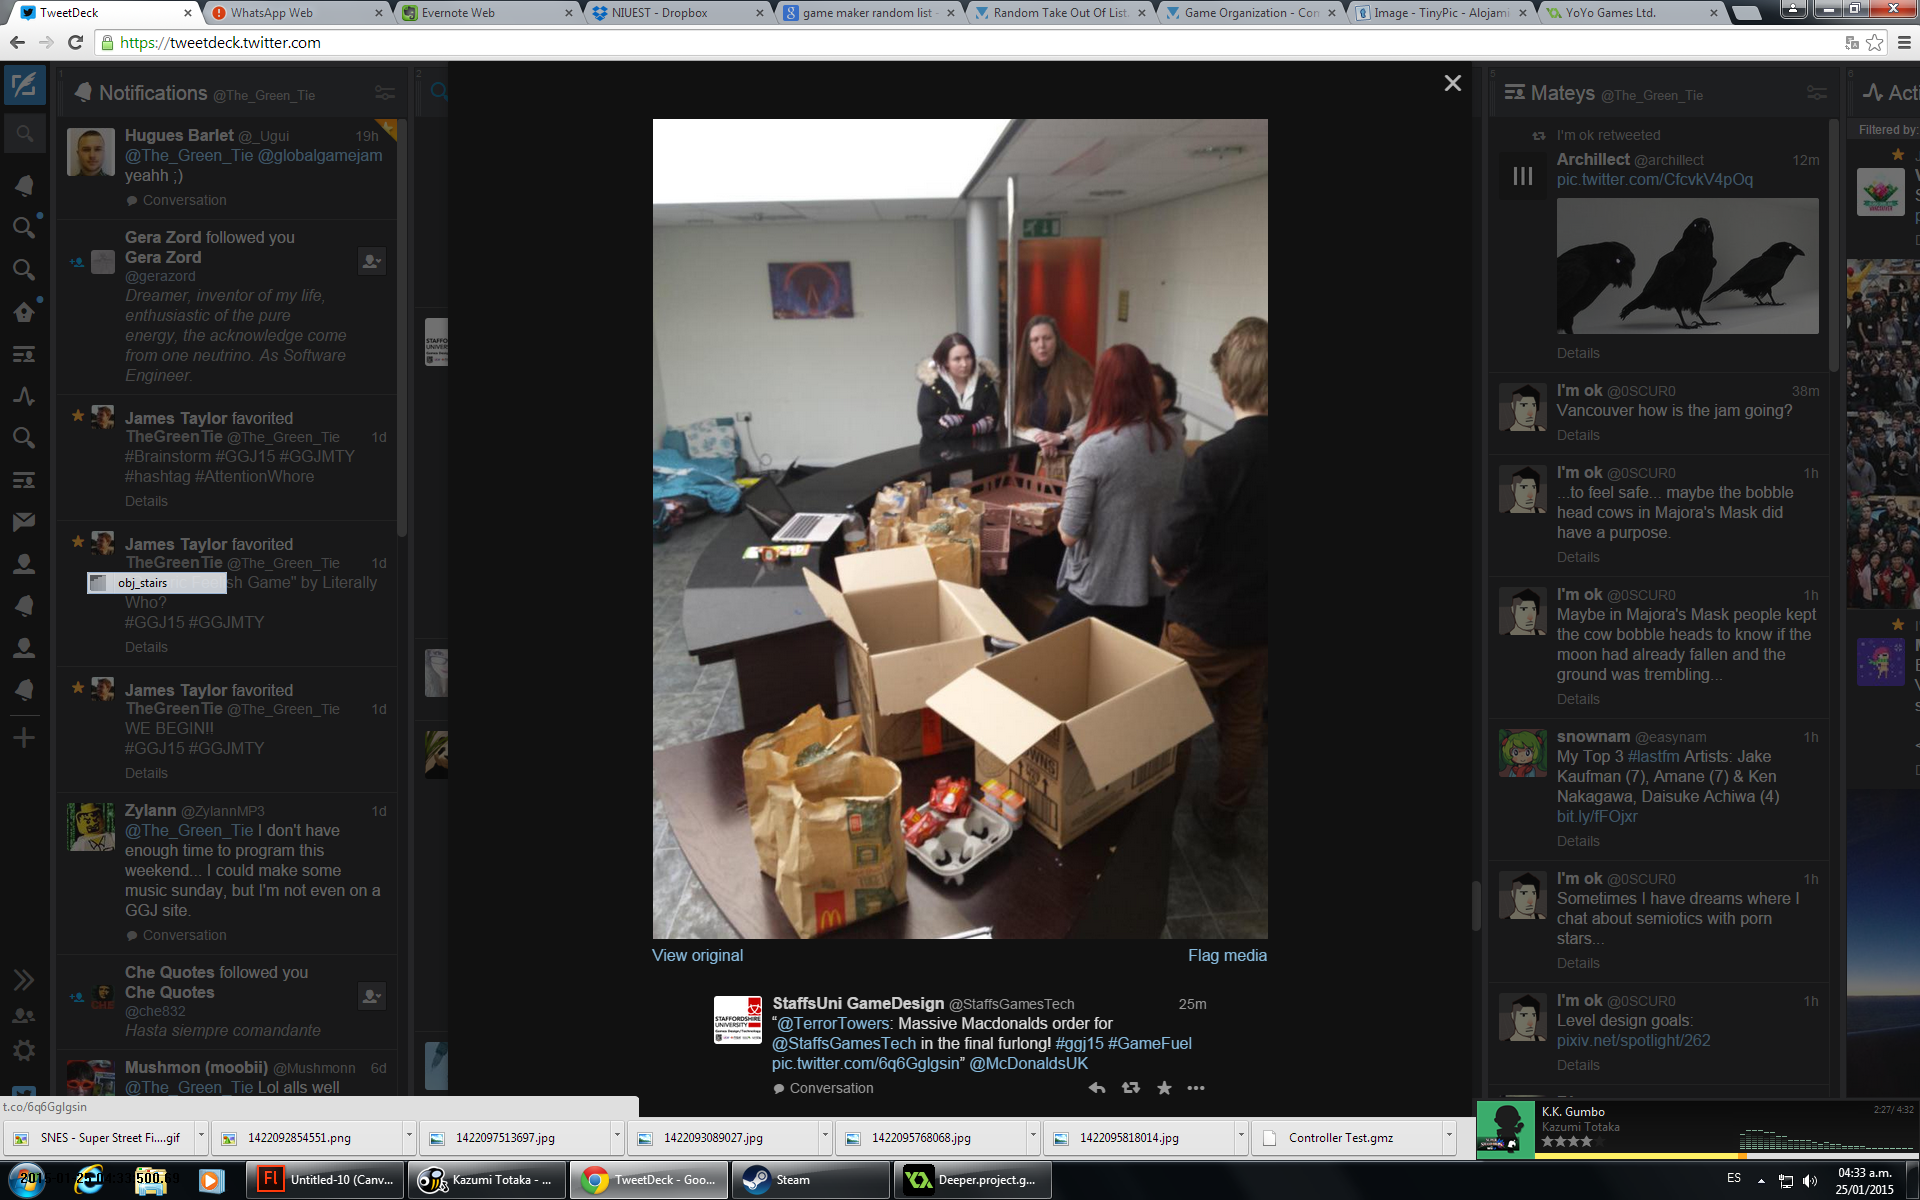 TweetDeck
WhatsApp Web
Evernote Web
NIUEST - Dropbox
game maker random list -
Random Take Out Of List.
Game Organization - Con
Image - TinyPic - Alojami
YoYo Games Ltd.
https://tweetdeck.twitter.com
1
Notifications @The_Green_Tie
Hugues Barlet @_Ugui 19h
@The_Green_Tie @globalgamejam
yeahh ;)
Conversation
Gera Zord followed you
Gera Zord
@gerazord
Dreamer, inventor of my life,
enthusiastic of the pure
energy, the acknowledge come
from one neutrino. As Software
Engineer.
James Taylor favorited
TheGreenTie @The_Green_Tie 1d
#Brainstorm #GGJ15 #GGJMTY
#hashtag #AttentionWhore
Details
James Taylor favorited
TheGreenTie @The_Green_Tie 1d
obj_stairs
sh Game" by Literally
Who?
#GGJ15 #GGJMTY
Details
James Taylor favorited
TheGreenTie @The_Green_Tie 1d
WE BEGIN!!
#GGJ15 #GGJMTY
Details
Zylann @ZylannMP3 1d
@The_Green_Tie I don't have
enough time to program this
weekend... I could make some
music sunday, but I'm not even on a
GGJ site.
Conversation
Che Quotes followed you
Che Quotes
@che832
Hasta siempre comandante
Mushmon (moobii) @Mushmonn 6d
@The_Green_Tie Lol alls well
t.co/6q6Gglgsin
2
View original
Flag media
STAFFORDSHIRE
UNIVERSITY
StaffsUni GameDesign @StaffsGamesTech 25m
“@TerrorTowers: Massive Macdonalds order for
@StaffsGamesTech in the final furlong! #ggj15 #GameFuel
pic.twitter.com/6q6Gglgsin” @McDonaldsUK
Conversation
5
Mateys @The_Green_Tie
I'm ok retweeted
Archillect @archillect 12m
pic.twitter.com/CfcvkV4pOq
Details
I'm ok @0SCUR0 38m
Vancouver how is the jam going?
Details
I'm ok @0SCUR0 1h
...to feel safe... maybe the bobble
head cows in Majora's Mask did
have a purpose.
Details
I'm ok @0SCUR0 1h
Maybe in Majora's Mask people kept
the cow bobble heads to know if the
moon had already fallen and the
ground was trembling...
Details
snownam @easynam 1h
My Top 3 #lastfm Artists: Jake
Kaufman (7), Amane (7) & Ken
Nakagawa, Daisuke Achiwa (4)
bit.ly/fFOjxr
Details
I'm ok @0SCUR0 1h
Sometimes I have dreams where I
chat about semiotics with porn
stars...
Details
I'm ok @0SCUR0 1h
Level design goals:
pixiv.net/spotlight/262
Details
6
Acti
Filtered by:
K.K. Gumbo 2:27/ 4:32
Kazumi Totaka
SNES - Super Street Fi....gif
1422092854551.png
1422097513697.jpg
1422093089027.jpg
1422095768068.jpg
1422095818014.jpg
Controller Test.gmz
Untitled-10 (Canv...
Kazumi Totaka - ...
TweetDeck - Goo...
Steam
Deeper.project.g...
ES
04:33 a.m.
25/01/2015